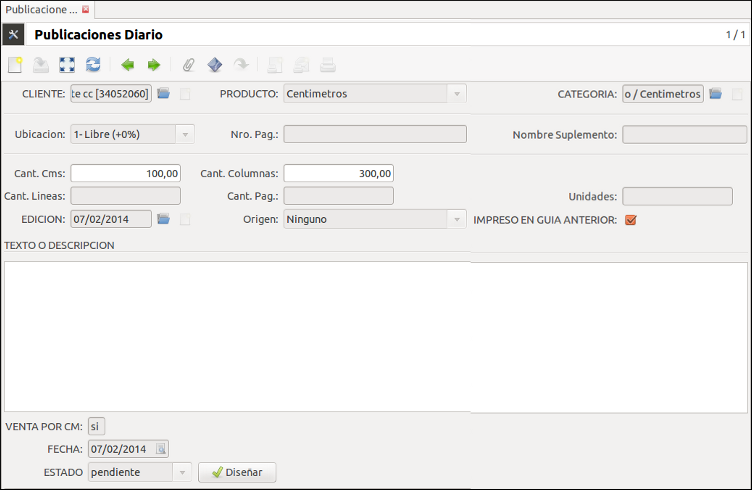 Publicacione ...
Publicaciones Diario 1 / 1
CLIENTE: te cc [34052060] PRODUCTO: Centimetros CATEGORIA: o / Centimetros
Ubicacion: 1- Libre (+0%) Nro. Pag.: Nombre Suplemento:
Cant. Cms: 100,00 Cant. Columnas: 300,00
Cant. Lineas: Cant. Pag.: Unidades:
EDICION: 07/02/2014 Origen: Ninguno IMPRESO EN GUIA ANTERIOR:
TEXTO O DESCRIPCION
VENTA POR CM: si
FECHA: 07/02/2014
ESTADO pendiente Diseñar